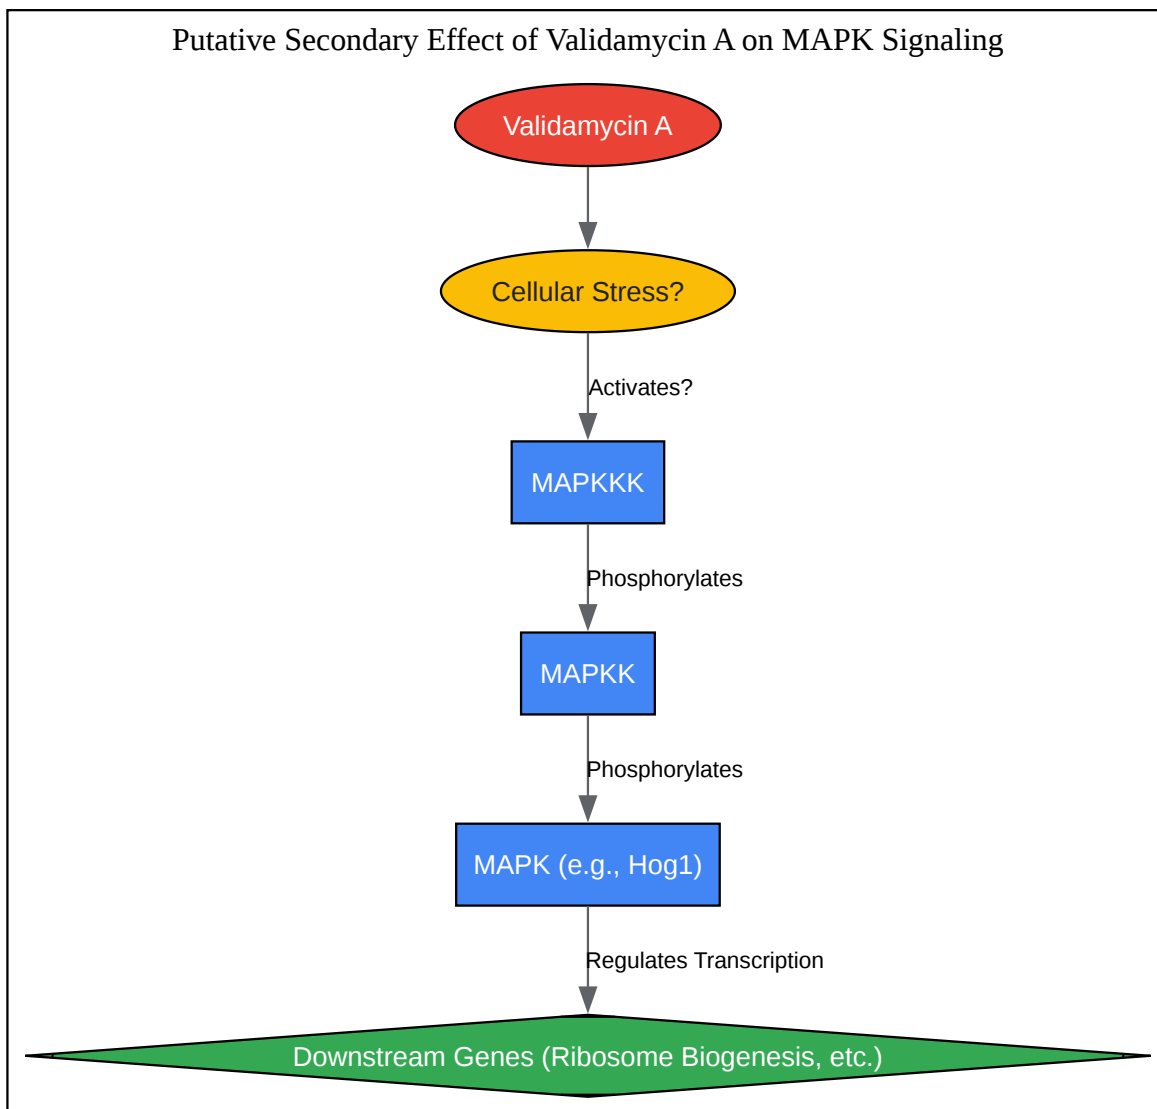 Putative Secondary Effect of Validamycin A on MAPK Signaling
Validamycin A
Cellular Stress?
Activates?
MAPKKK
Phosphorylates
MAPKK
Phosphorylates
MAPK (e.g., Hog1)
Regulates Transcription
Downstream Genes (Ribosome Biogenesis, etc.)